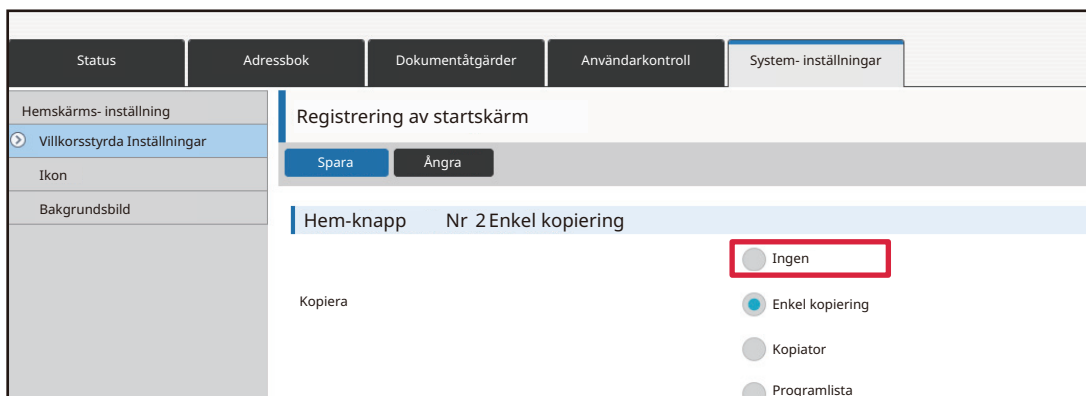 Status
Adressbok
Dokumentåtgärder
Användarkontroll
System- inställningar
Hemskärms- inställning
Villkorsstyrda Inställningar
Ikon
Bakgrundsbild
Registrering av startskärm
Spara
Ångra
Hem-knapp Nr 2 Enkel kopiering
Ingen
Kopiera
Enkel kopiering
Kopiator
Programlista